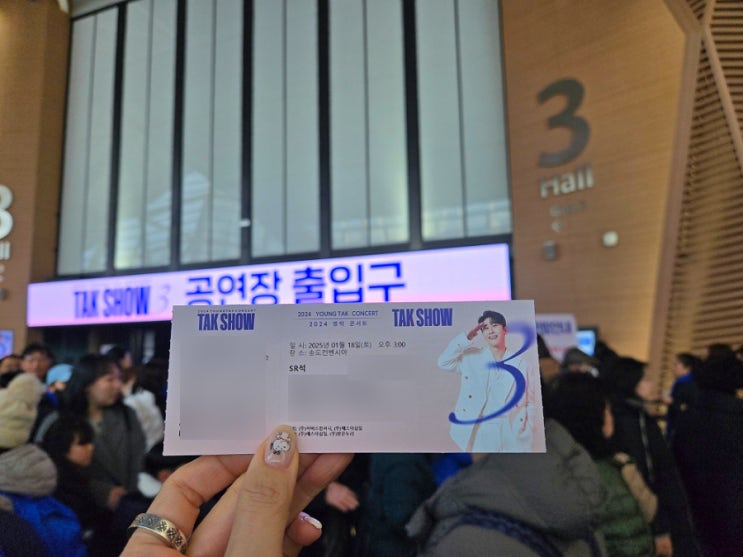 3
Hall
3
TAK SHOW 3 공연장 출입구
TAK SHOW
2024 YOUNG TAK CONCERT
2024 영탁 콘서트
TAK SHOW
일 시: 2025년 01월 18일(토) 오후 3:00
장 소: 송도컨벤시아
SR석
3